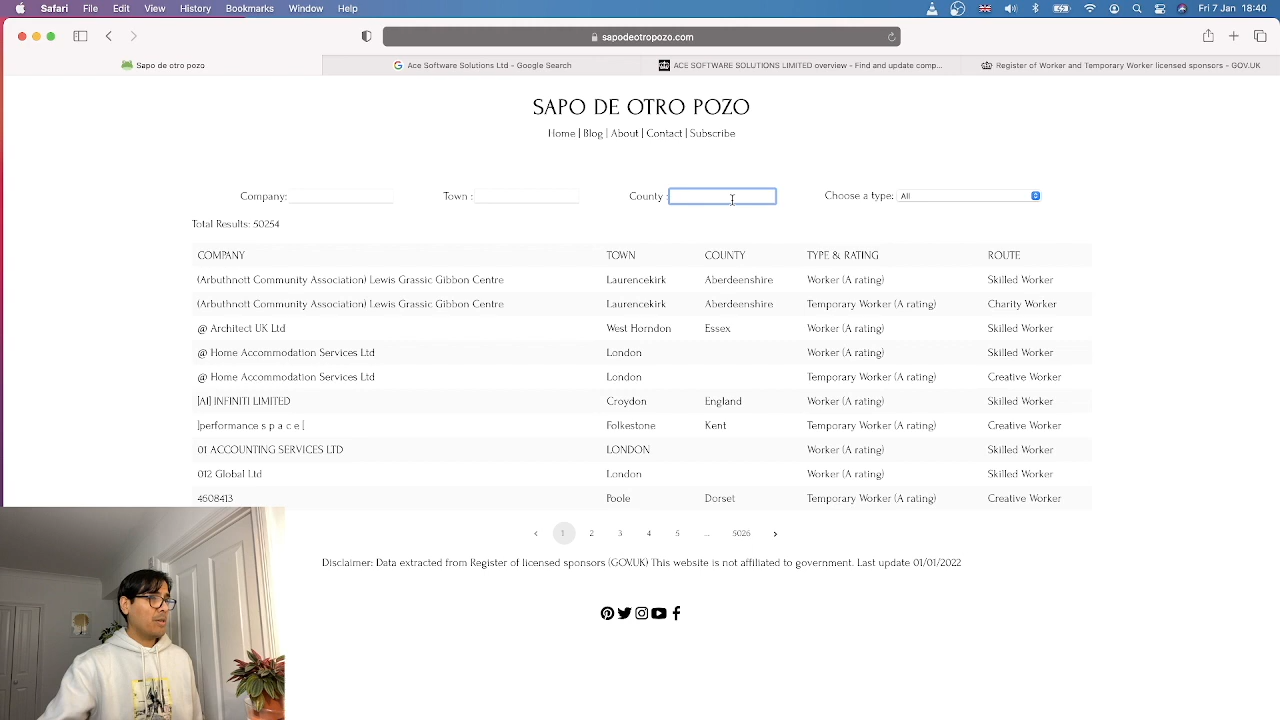 Safari File Edit View History Bookmarks Window Help Fri 7 Jan 18:40
sapodeotropozo.com
Sapo de otro pozo
Ace Software Solutions Ltd - Google Search
ACE SOFTWARE SOLUTIONS LIMITED overview - Find and update comp...
Register of Worker and Temporary Worker licensed sponsors - GOV.UK
SAPO DE OTRO POZO
Home | Blog | About | Contact | Subscribe
Company: Town : County : Choose a type: All
Total Results: 50254
COMPANY TOWN COUNTY TYPE & RATING ROUTE
(Arbuthnott Community Association) Lewis Grassic Gibbon Centre Laurencekirk Aberdeenshire Worker (A rating) Skilled Worker
(Arbuthnott Community Association) Lewis Grassic Gibbon Centre Laurencekirk Aberdeenshire Temporary Worker (A rating) Charity Worker
@ Architect UK Ltd West Horndon Essex Worker (A rating) Skilled Worker
@ Home Accommodation Services Ltd London Worker (A rating) Skilled Worker
@ Home Accommodation Services Ltd London Temporary Worker (A rating) Creative Worker
[AI] INFINITI LIMITED Croydon England Worker (A rating) Skilled Worker
]performance s p a c e [ Folkestone Kent Temporary Worker (A rating) Creative Worker
01 ACCOUNTING SERVICES LTD LONDON Worker (A rating) Skilled Worker
012 Global Ltd London Worker (A rating) Skilled Worker
4608413 Poole Dorset Temporary Worker (A rating) Creative Worker
‹ 1 2 3 4 5 ... 5026 ›
Disclaimer: Data extracted from Register of licensed sponsors (GOV.UK) This website is not affiliated to government. Last update 01/01/2022.